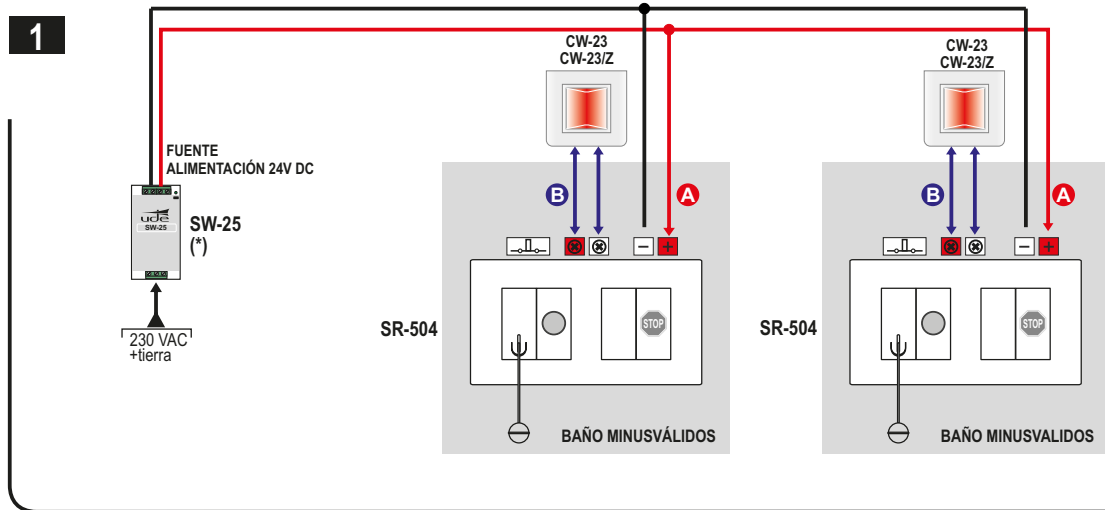 1
CW-23
CW-23/Z
CW-23
CW-23/Z
FUENTE
ALIMENTACIÓN 24V DC
ude
SW-25
SW-25
(*)
230 VAC
+tierra
B
A
B
A
− +
− +
SR-504
STOP
SR-504
STOP
BAÑO MINUSVÁLIDOS
BAÑO MINUSVALIDOS